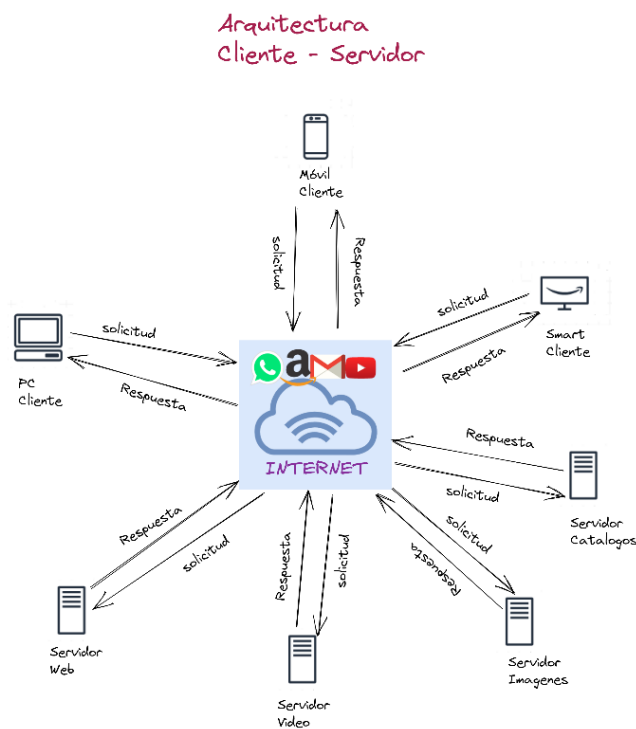 Arquitectura
Cliente - Servidor
Móvil
Cliente
solicitud
Respuesta
solicitud
Smart
Cliente
Respuesta
solicitud
PC
Cliente
Respuesta
a
INTERNET
Respuesta
solicitud
Servidor
Catalogos
Respuesta
solicitud
Servidor
Web
Respuesta
solicitud
Servidor
Video
solicitud
Respuesta
Servidor
Imagenes